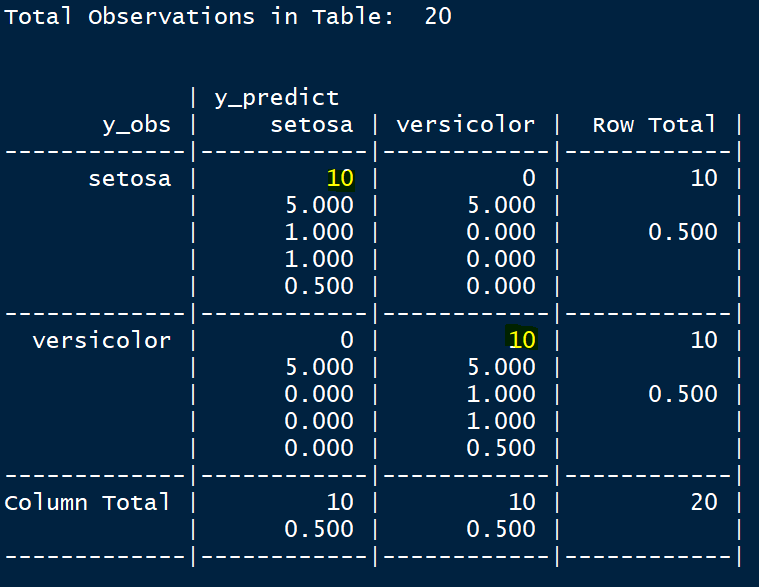 Total Observations in Table:  20
             | y_predict
       y_obs |     setosa | versicolor |  Row Total |
-------------|------------|------------|------------|
      setosa |         10 |          0 |         10 |
             |      5.000 |      5.000 |            |
             |      1.000 |      0.000 |      0.500 |
             |      1.000 |      0.000 |            |
             |      0.500 |      0.000 |            |
-------------|------------|------------|------------|
  versicolor |          0 |         10 |         10 |
             |      5.000 |      5.000 |            |
             |      0.000 |      1.000 |      0.500 |
             |      0.000 |      1.000 |            |
             |      0.000 |      0.500 |            |
-------------|------------|------------|------------|
Column Total |         10 |         10 |         20 |
             |      0.500 |      0.500 |            |
-------------|------------|------------|------------|